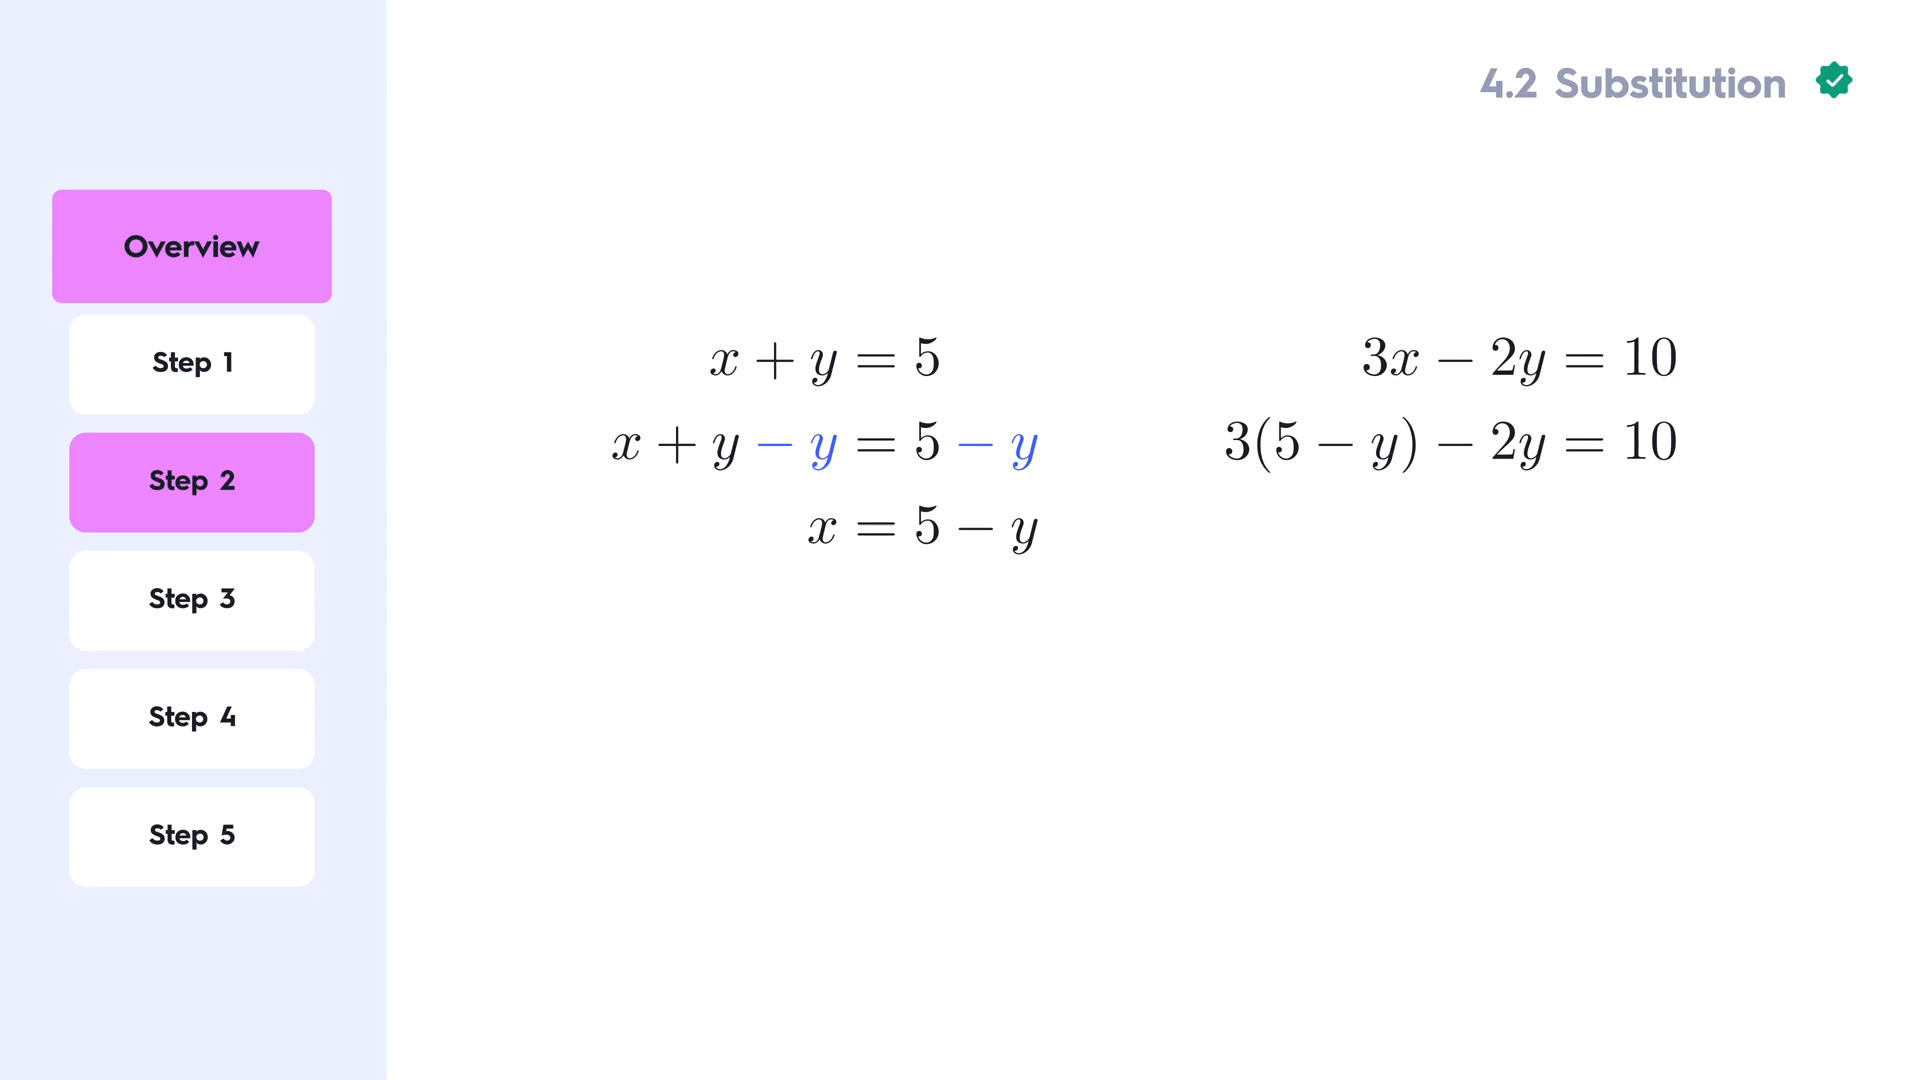 4.2 Substitution
Overview
Step 1
Step 2
Step 3
Step 4
Step 5
x + y = 5
x + y − y = 5 − y
x = 5 − y
3x − 2y = 10
3(5 − y) − 2y = 10